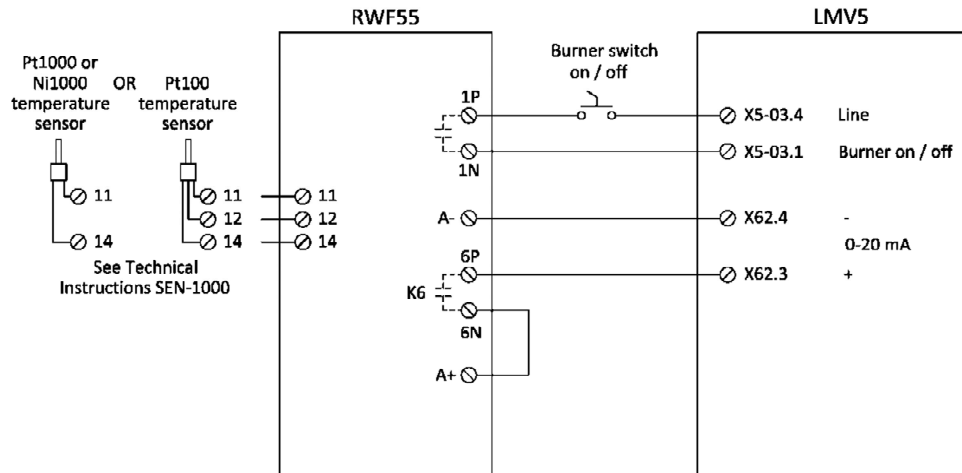 RWF55
LMV5
Pt1000 or
Ni1000
temperature
sensor
OR
Pt100
temperature
sensor
11
14
11
12
14
See Technical
Instructions SEN-1000
11
12
14
1P
1N
A-
6P
K6
6N
A+
Burner switch
on / off
X5-03.4 Line
X5-03.1 Burner on / off
X62.4 -
0-20 mA
X62.3 +